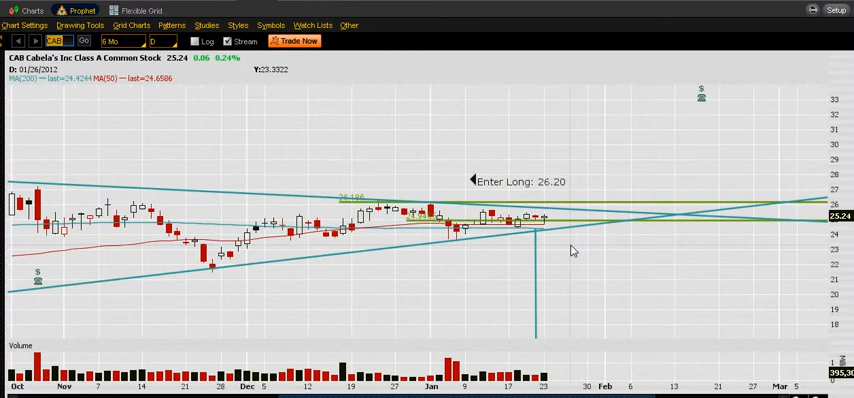 Charts Prophet Flexible Grid Setup
Chart Settings Drawing Tools Grid Charts Patterns Studies Styles Symbols Watch Lists Other
CAB Go 6 Mo D Log Stream Trade Now
CAB Cabela's Inc Class A Common Stock 25.24 0.06 0.24%
D: 01/26/2012 Y:23.3322
MA(200) — last=24.4244 MA(50) — last=24.6586
$
33
32
31
30
29
28
27
Enter Long: 26.20
26.196
26
25.24
24
23
22
$
21
20
19
18
Volume
1
395,30
Oct Nov 7 14 21 28 Dec 5 12 19 27 Jan 9 17 23 30 Feb 6 13 21 27 Mar 5